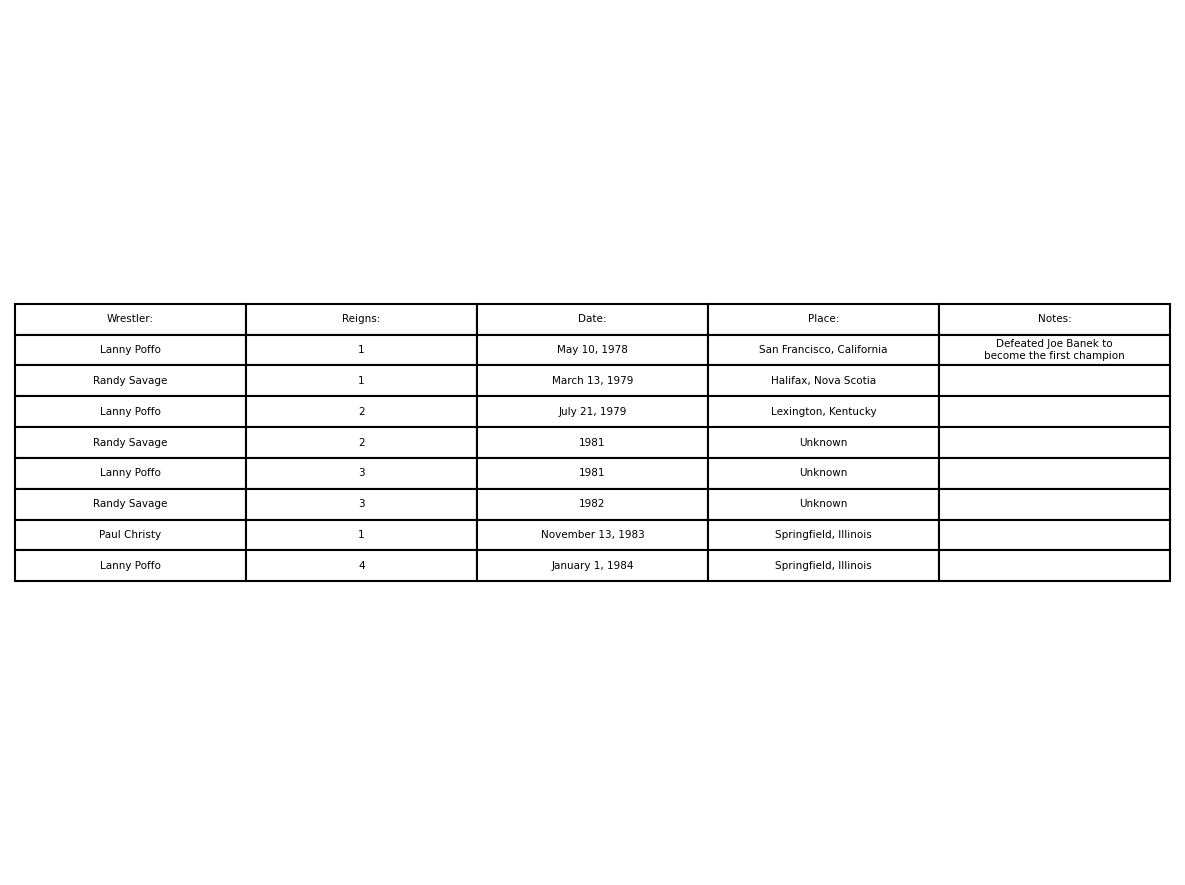 Wrestler: Reigns: Date: Place: Notes:
Lanny Poffo 1 May 10, 1978 San Francisco, California Defeated Joe Banek to
become the first champion
Randy Savage 1 March 13, 1979 Halifax, Nova Scotia
Lanny Poffo 2 July 21, 1979 Lexington, Kentucky
Randy Savage 2 1981 Unknown
Lanny Poffo 3 1981 Unknown
Randy Savage 3 1982 Unknown
Paul Christy 1 November 13, 1983 Springfield, Illinois
Lanny Poffo 4 January 1, 1984 Springfield, Illinois